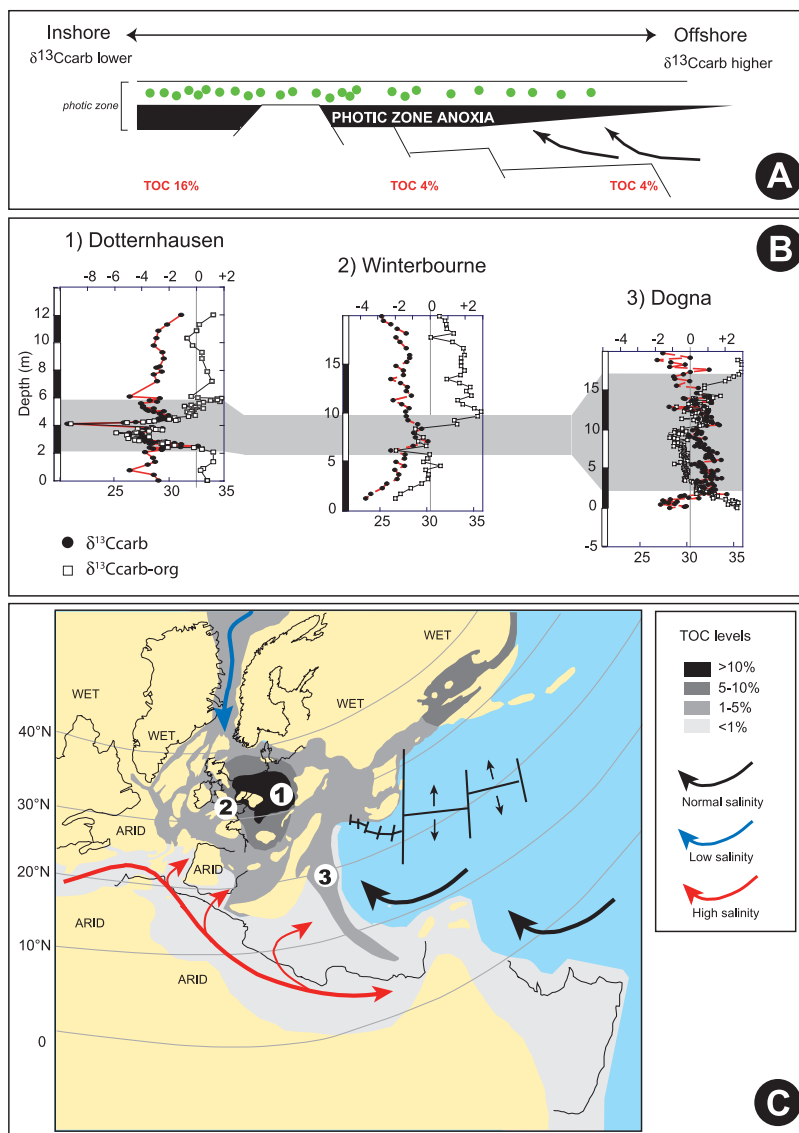 Inshore
Offshore
δ13Ccarb lower
δ13Ccarb higher
photic zone
PHOTIC ZONE ANOXIA
TOC 16%
TOC 4%
TOC 4%
A
B
1) Dotternhausen
2) Winterbourne
3) Dogna
-8 -6 -4 -2 0 +2
-4 -2 0 +2
-4 -2 0 +2
Depth (m)
12
10
8
6
4
2
0
15
10
5
0
15
10
5
0
-5
25 30 35
25 30 35
25 30 35
δ13Ccarb
δ13Ccarb-org
WET
WET
WET
WET
WET
40°N
30°N
20°N
10°N
0
ARID
ARID
ARID
ARID
1
2
3
TOC levels
>10%
5-10%
1-5%
<1%
Normal salinity
Low salinity
High salinity
C